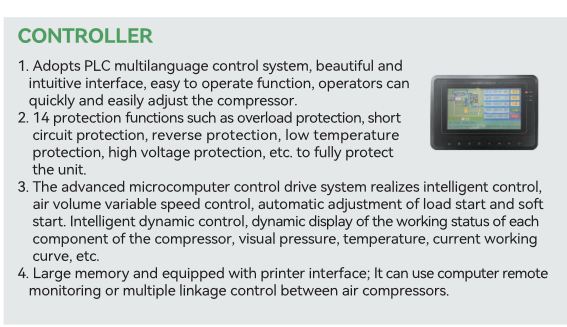 CONTROLLER
1. Adopts PLC multilanguage control system, beautiful and
intuitive interface, easy to operate function, operators can
quickly and easily adjust the compressor.
2. 14 protection functions such as overload protection, short
circuit protection, reverse protection, low temperature
protection, high voltage protection, etc. to fully protect
the unit.
3. The advanced microcomputer control drive system realizes intelligent control,
air volume variable speed control, automatic adjustment of load start and soft
start. Intelligent dynamic control, dynamic display of the working status of each
component of the compressor, visual pressure, temperature, current working
curve, etc.
4. Large memory and equipped with printer interface; It can use computer remote
monitoring or multiple linkage control between air compressors.